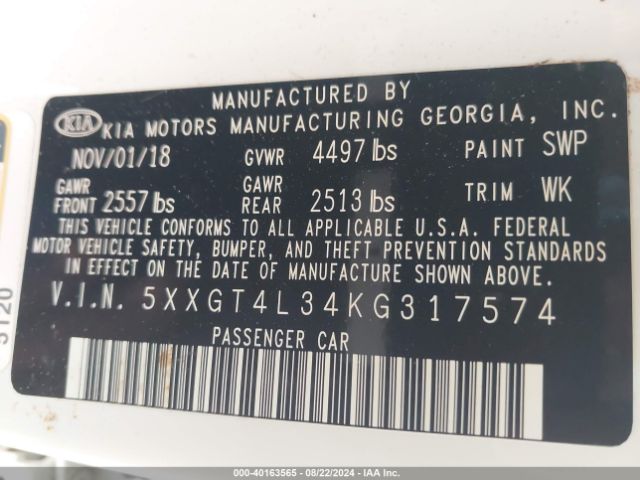 MANUFACTURED BY
KIA KIA MOTORS MANUFACTURING GEORGIA, INC.
NOV/01/18 GVWR 4497 lbs PAINT SWP
GAWR FRONT 2557 lbs GAWR REAR 2513 lbs TRIM WK
THIS VEHICLE CONFORMS TO ALL APPLICABLE U.S.A. FEDERAL
MOTOR VEHICLE SAFETY, BUMPER, AND THEFT PREVENTION STANDARDS
IN EFFECT ON THE DATE OF MANUFACTURE SHOWN ABOVE.
V.I.N. 5XXGT4L34KG317574
PASSENGER CAR
000-40163565 - 08/22/2024 - IAA Inc.